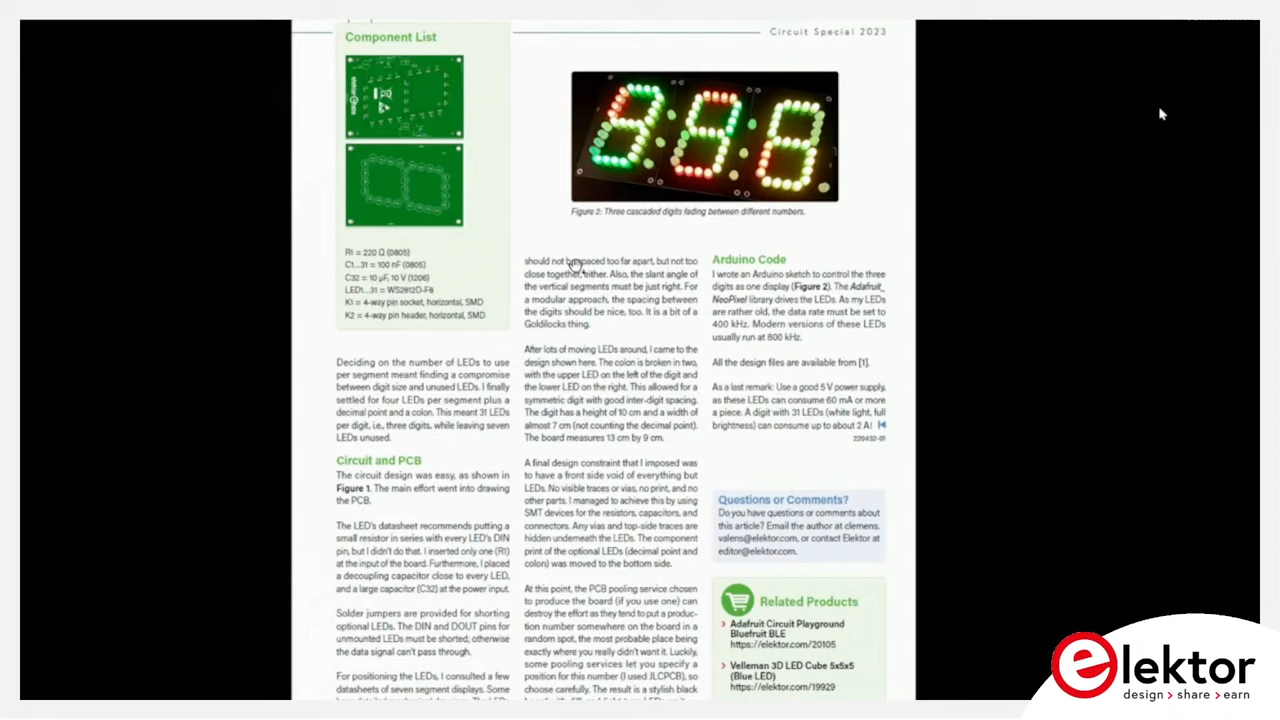 Circuit Special 2023
Component List
R1 = 220 Ω (0805)
C1...31 = 100 nF (0805)
C32 = 10 µF, 10 V (1206)
LED1...31 = WS2812D-F8
K1 = 4-way pin socket, horizontal, SMD
K2 = 4-way pin header, horizontal, SMD
Figure 2: Three cascaded digits fading between different numbers.
Deciding on the number of LEDs to use
per segment meant finding a compromise
between digit size and unused LEDs. I finally
settled for four LEDs per segment plus a
decimal point and a colon. This meant 31 LEDs
per digit, i.e., three digits, while leaving seven
LEDs unused.
Circuit and PCB
The circuit design was easy, as shown in
Figure 1. The main effort went into drawing
the PCB.
The LED's datasheet recommends putting a
small resistor in series with every LED's DIN
pin, but I didn't do that. I inserted only one (R1)
at the input of the board. Furthermore, I placed
a decoupling capacitor close to every LED,
and a large capacitor (C32) at the power input.
Solder jumpers are provided for shorting
optional LEDs. The DIN and DOUT pins for
unmounted LEDs must be shorted; otherwise
the data signal can't pass through.
For positioning the LEDs, I consulted a few
datasheets of seven segment displays. Some
should not be spaced too far apart, but not too
close together, either. Also, the slant angle of
the vertical segments must be just right. For
a modular approach, the spacing between
the digits should be nice, too. It is a bit of a
Goldilocks thing.
After lots of moving LEDs around, I came to the
design shown here. The colon is broken in two,
with the upper LED on the left of the digit and
the lower LED on the right. This allowed for a
symmetric digit with good inter-digit spacing.
The digit has a height of 10 cm and a width of
almost 7 cm (not counting the decimal point).
The board measures 13 cm by 9 cm.
A final design constraint that I imposed was
to have a front side void of everything but
LEDs. No visible traces or vias, no print, and no
other parts. I managed to achieve this by using
SMT devices for the resistors, capacitors, and
connectors. Any vias and top-side traces are
hidden underneath the LEDs. The component
print of the optional LEDs (decimal point and
colon) was moved to the bottom side.
At this point, the PCB pooling service chosen
to produce the board (if you use one) can
destroy the effort as they tend to put a produc-
tion number somewhere on the board in a
random spot, the most probable place being
exactly where you really didn't want it. Luckily,
some pooling services let you specify a
position for this number (I used JLCPCB), so
choose carefully. The result is a stylish black
Arduino Code
I wrote an Arduino sketch to control the three
digits as one display (Figure 2). The Adafruit_
NeoPixel library drives the LEDs. As my LEDs
are rather old, the data rate must be set to
400 kHz. Modern versions of these LEDs
usually run at 800 kHz.
All the design files are available from [1].
As a last remark: Use a good 5 V power supply,
as these LEDs can consume 60 mA or more
a piece. A digit with 31 LEDs (white light, full
brightness) can consume up to about 2 A!
220432-01
Questions or Comments?
Do you have questions or comments about
this article? Email the author at clemens.
valens@elektor.com, or contact Elektor at
editor@elektor.com.
Related Products
Adafruit Circuit Playground
Bluefruit BLE
https://elektor.com/20105
Velleman 3D LED Cube 5x5x5
(Blue LED)
https://elektor.com/19929
elektor
design > share > earn